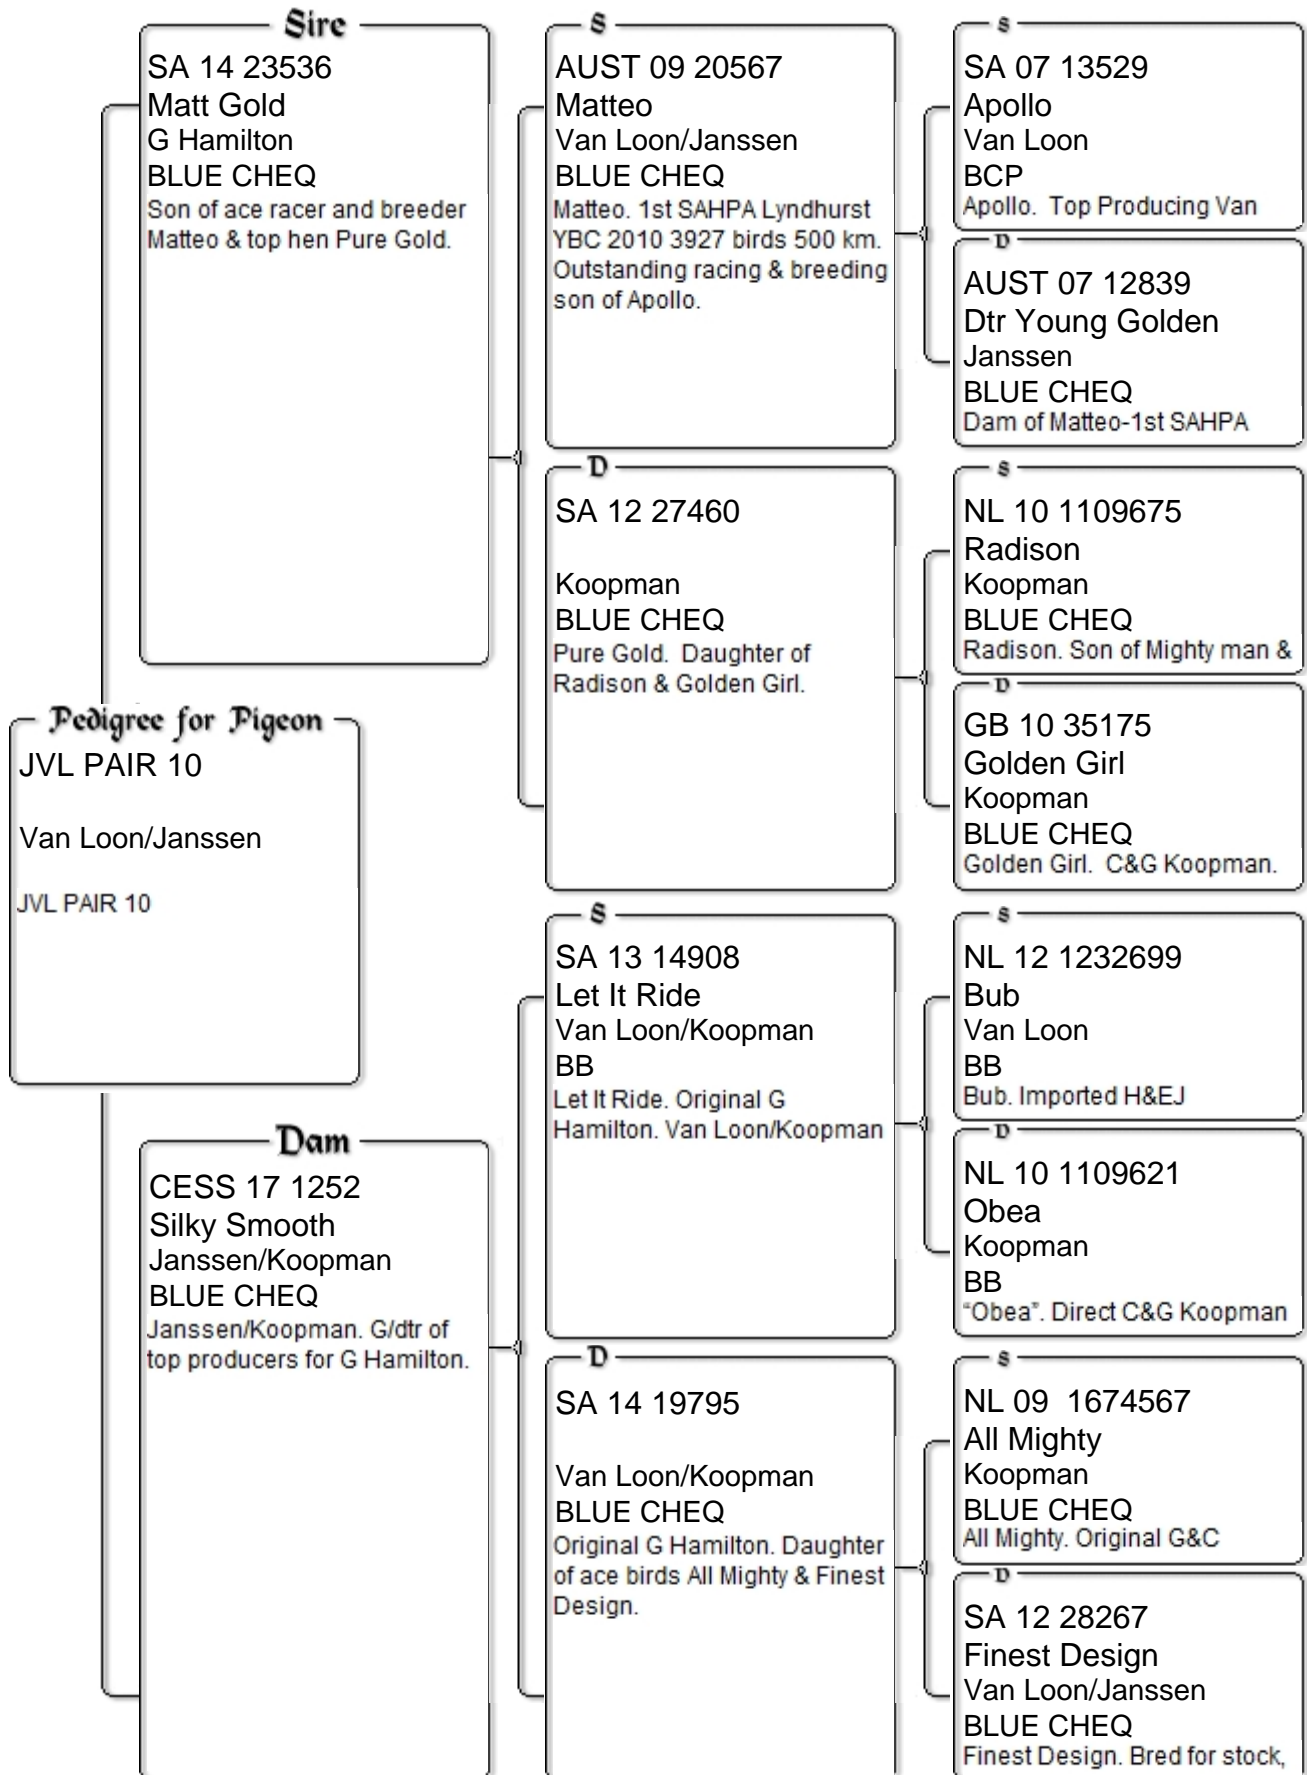 Sire
SA 14 23536
Matt Gold
G Hamilton
BLUE CHEQ
Son of ace racer and breeder
Matteo & top hen Pure Gold.
S
AUST 09 20567
Matteo
Van Loon/Janssen
BLUE CHEQ
Matteo. 1st SAHPA Lyndhurst
YBC 2010 3927 birds 500 km.
Outstanding racing & breeding
son of Apollo.
S
SA 07 13529
Apollo
Van Loon
BCP
Apollo.  Top Producing Van
D
AUST 07 12839
Dtr Young Golden
Janssen
BLUE CHEQ
Dam of Matteo-1st SAHPA
D
SA 12 27460
Koopman
BLUE CHEQ
Pure Gold.  Daughter of
Radison & Golden Girl.
S
NL 10 1109675
Radison
Koopman
BLUE CHEQ
Radison. Son of Mighty man &
D
GB 10 35175
Golden Girl
Koopman
BLUE CHEQ
Golden Girl.  C&G Koopman.
Pedigree for Pigeon
JVL PAIR 10
Van Loon/Janssen
JVL PAIR 10
Dam
CESS 17 1252
Silky Smooth
Janssen/Koopman
BLUE CHEQ
Janssen/Koopman. G/dtr of
top producers for G Hamilton.
S
SA 13 14908
Let It Ride
Van Loon/Koopman
BB
Let It Ride. Original G
Hamilton. Van Loon/Koopman
S
NL 12 1232699
Bub
Van Loon
BB
Bub. Imported H&EJ
D
NL 10 1109621
Obea
Koopman
BB
"Obea". Direct C&G Koopman
D
SA 14 19795
Van Loon/Koopman
BLUE CHEQ
Original G Hamilton. Daughter
of ace birds All Mighty & Finest
Design.
S
NL 09  1674567
All Mighty
Koopman
BLUE CHEQ
All Mighty. Original G&C
D
SA 12 28267
Finest Design
Van Loon/Janssen
BLUE CHEQ
Finest Design. Bred for stock,